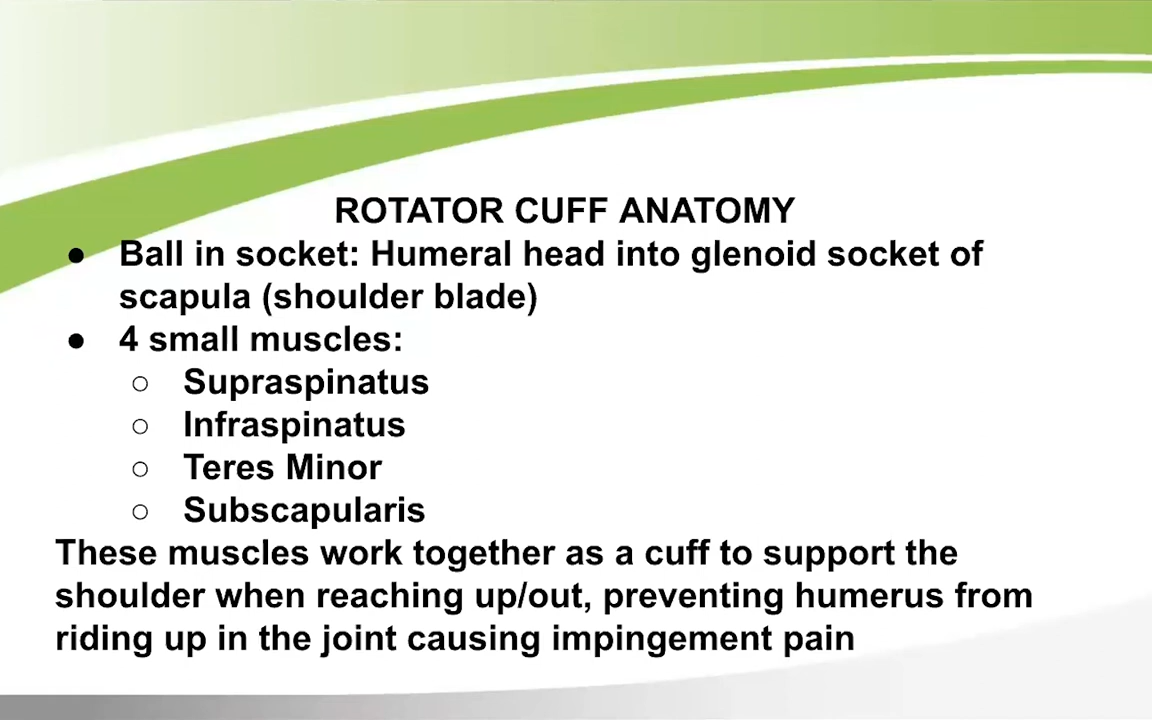 ROTATOR CUFF ANATOMY
● Ball in socket: Humeral head into glenoid socket of
scapula (shoulder blade)
● 4 small muscles:
○ Supraspinatus
○ Infraspinatus
○ Teres Minor
○ Subscapularis
These muscles work together as a cuff to support the
shoulder when reaching up/out, preventing humerus from
riding up in the joint causing impingement pain